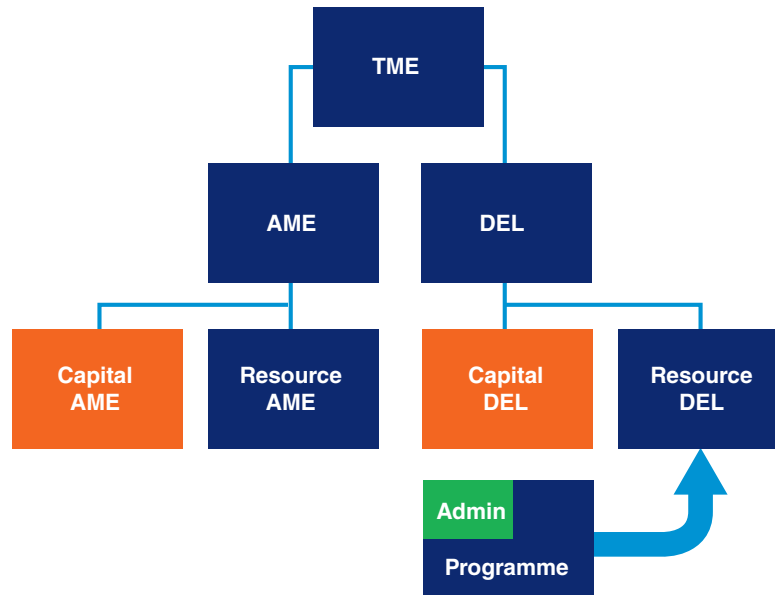 TME
AME
DEL
Capital
AME
Resource
AME
Capital
DEL
Resource
DEL
Admin
Programme